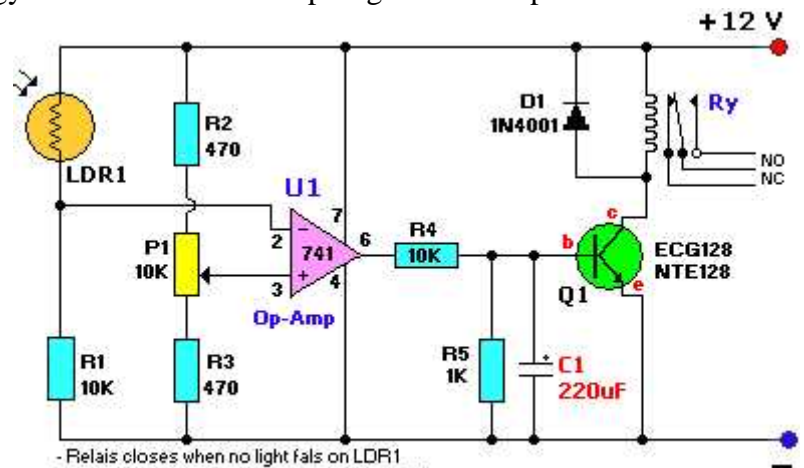 +12 V
D1
1N4001
Ry
R2
470
LDR1
NO
NC
U1
7
2
-
741
6
R4
10K
c
b
ECG128
NTE128
P1
10K
3
+
4
Q1
e
Op-Amp
R1
10K
R3
470
R5
1K
+
C1
220uF
- Relais closes when no light fals on LDR1